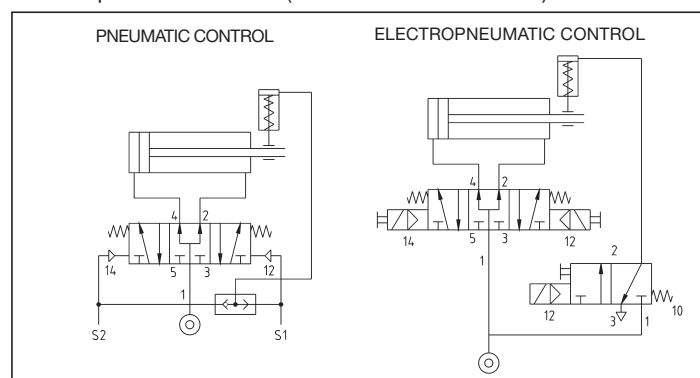 PNEUMATIC CONTROL
ELECTROPNEUMATIC CONTROL
4 2
14 5 3 12
1
S2 S1
4 2
14 5 3 12
1
2
12 3 1 10